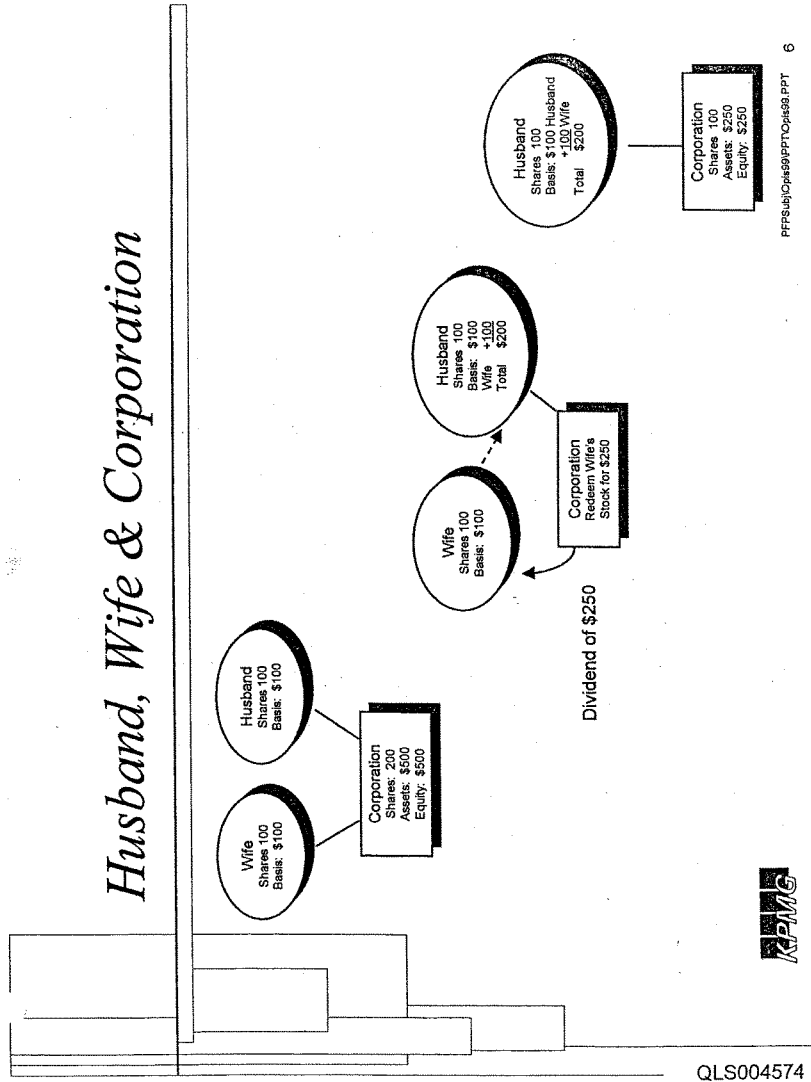 Husband, Wife & Corporation
Wife
Shares 100
Basis: $100
Husband
Shares 100
Basis: $100
Corporation
Shares: 200
Assets: $500
Equity: $500
Wife
Shares 100
Basis: $100
Husband
Shares 100
Basis: $100
Wife +100
Total $200
Corporation
Redeem Wife's
Stock for $250
Dividend of $250
Husband
Shares 100
Basis: $100 Husband
+100 Wife
Total $200
Corporation
Shares 100
Assets: $250
Equity: $250
KPMG
PFPSubj\Opis99\PPT\Opis99.PPT 6
QLS004574